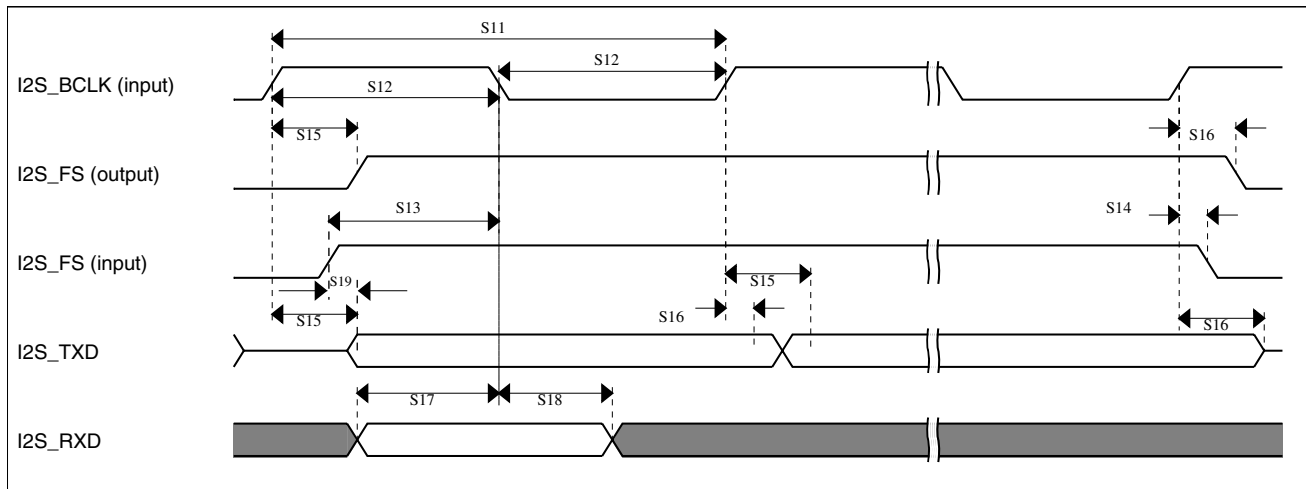 S11
S12
I2S_BCLK (input)
S12
S15
S16
I2S_FS (output)
S13
S14
I2S_FS (input)
S19
S15
S15
S16
S16
I2S_TXD
S17
S18
I2S_RXD